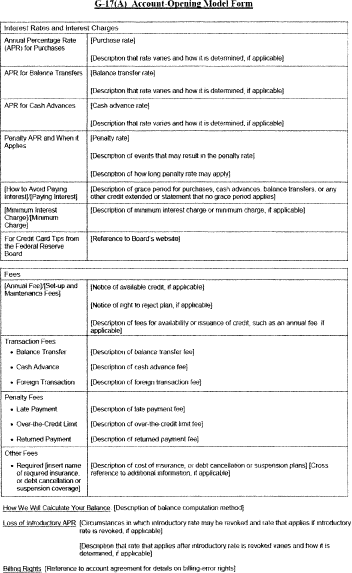 G-17(A) Account-Opening Model Form
Interest Rates and Interest Charges
Annual Percentage Rate
(APR) for Purchases
[Purchase rate]
[Description that rate varies and how it is determined, if applicable]
APR for Balance Transfers
[Balance transfer rate]
[Description that rate varies and how it is determined, if applicable]
APR for Cash Advances
[Cash advance rate]
[Description that rate varies and how it is determined, if applicable]
Penalty APR and When it
Applies
[Penalty rate]
[Description of events that may result in the penalty rate]
[Description of how long penalty rate may apply]
[How to Avoid Paying
Interest]/[Paying Interest]
[Description of grace period for purchases, cash advances, balance transfers, or any
other credit extended or statement that no grace period applies]
[Minimum Interest
Charge]/[Minimum
Charge]
[Description of minimum interest charge or minimum charge, if applicable]
For Credit Card Tips from
the Federal Reserve
Board
[Reference to Board's website]
Fees
[Annual Fee]/[Set-up and
Maintenance Fees]
[Notice of available credit, if applicable]
[Notice of right to reject plan, if applicable]
[Description of fees for availability or issuance of credit, such as an annual fee, if
applicable]
Transaction Fees
• Balance Transfer
[Description of balance transfer fee]
• Cash Advance
[Description of cash advance fee]
• Foreign Transaction
[Description of foreign transaction fee]
Penalty Fees
• Late Payment
[Description of late payment fee]
• Over-the-Credit Limit
[Description of over-the-credit limit fee]
• Returned Payment
[Description of returned payment fee]
Other Fees
• Required [insert name
of required insurance,
or debt cancellation or
suspension coverage]
[Description of cost of insurance, or debt cancellation or suspension plans] [Cross
reference to additional information, if applicable]
How We Will Calculate Your Balance: [Description of balance computation method]
Loss of Introductory APR: [Circumstances in which introductory rate may be revoked and rate that applies if introductory
rate is revoked, if applicable]
[Description that rate that applies after introductory rate is revoked varies and how it is
determined, if applicable]
Billing Rights: [Reference to account agreement for details on billing-error rights]